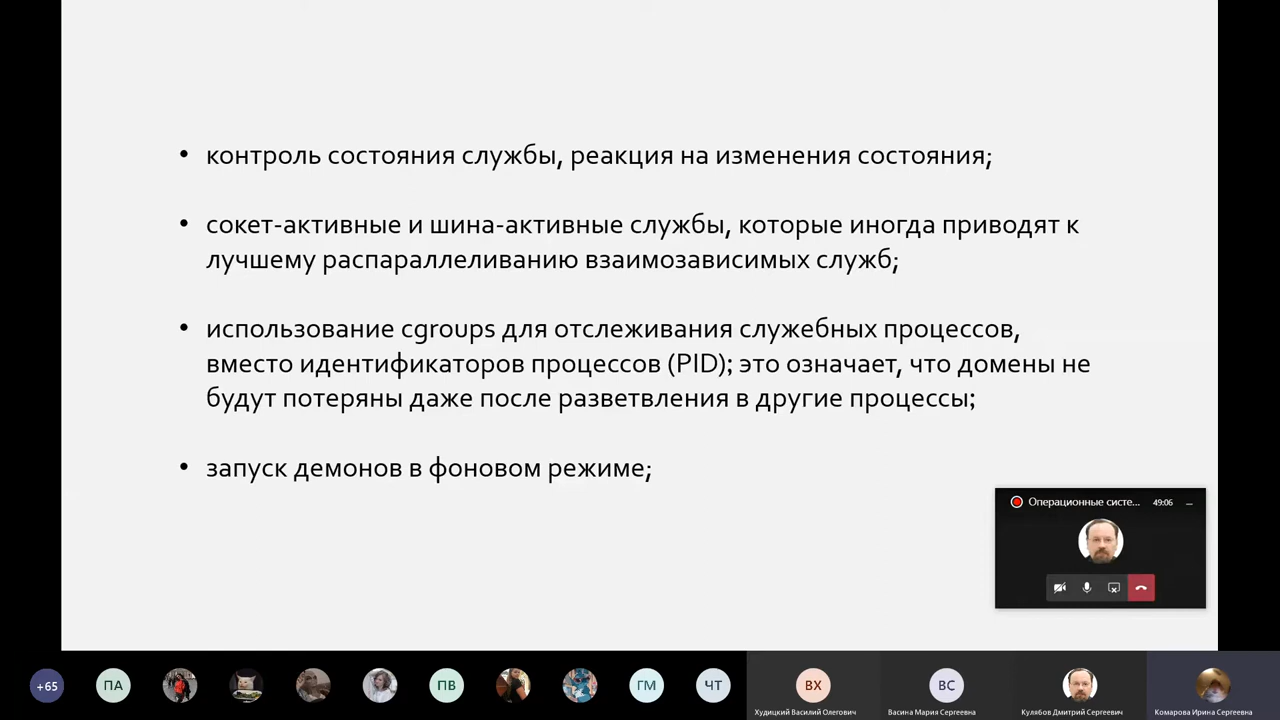 • контроль состояния службы, реакция на изменения состояния;
• сокет-активные и шина-активные службы, которые иногда приводят к
лучшему распараллеливанию взаимозависимых служб;
• использование cgroups для отслеживания служебных процессов,
вместо идентификаторов процессов (PID); это означает, что домены не
будут потеряны даже после разветвления в другие процессы;
• запуск демонов в фоновом режиме;
Операционные систе... 49:06
+65 ПА ПВ ГМ ЧТ ВХ ВС
Худицкий Василий Олегович Васина Мария Сергеевна Кулябов Дмитрий Сергеевич Комарова Ирина Сергеевна